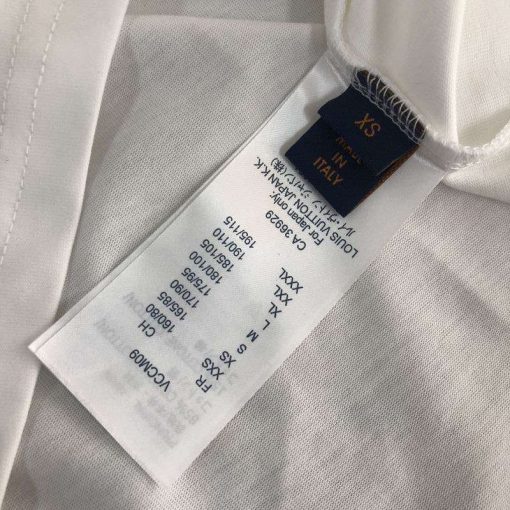 XS
MADE
IN
ITALY
VCCM09
FR CH
XXS 160/80
XS 165/85
S 170/90
M 175/95
L 180/100
XL 185/105
XXL 190/110
XXXL 195/115
CA 36929
For Japan only:
LOUIS VUITTON JAPAN K.K.
ルイ・ヴィトン ジャパン(株)